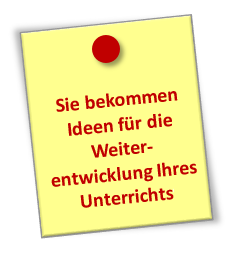 Sie bekommen
Ideen für die
Weiter-
entwicklung Ihres
Unterrichts